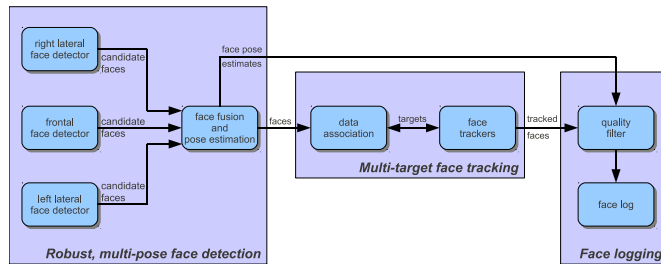 right lateral
face detector
candidate
faces
frontal
face detector
candidate
faces
left lateral
face detector
candidate
faces
face fusion
and
pose estimation
Robust, multi-pose face detection
face pose
estimates
faces
data
association
targets
face
trackers
Multi-target face tracking
tracked
faces
quality
filter
face log
Face logging